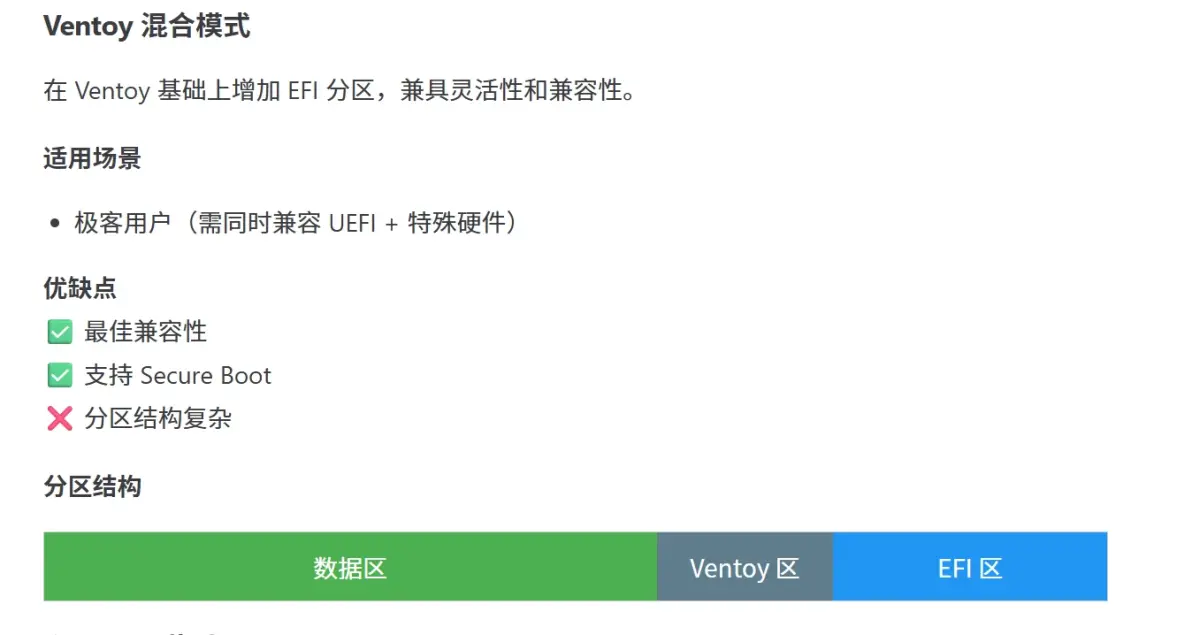 Ventoy 混合模式
在 Ventoy 基础上增加 EFI 分区，兼具灵活性和兼容性。
适用场景
• 极客用户（需同时兼容 UEFI + 特殊硬件）
优缺点
✅ 最佳兼容性
✅ 支持 Secure Boot
❌ 分区结构复杂
分区结构
数据区 Ventoy 区 EFI 区